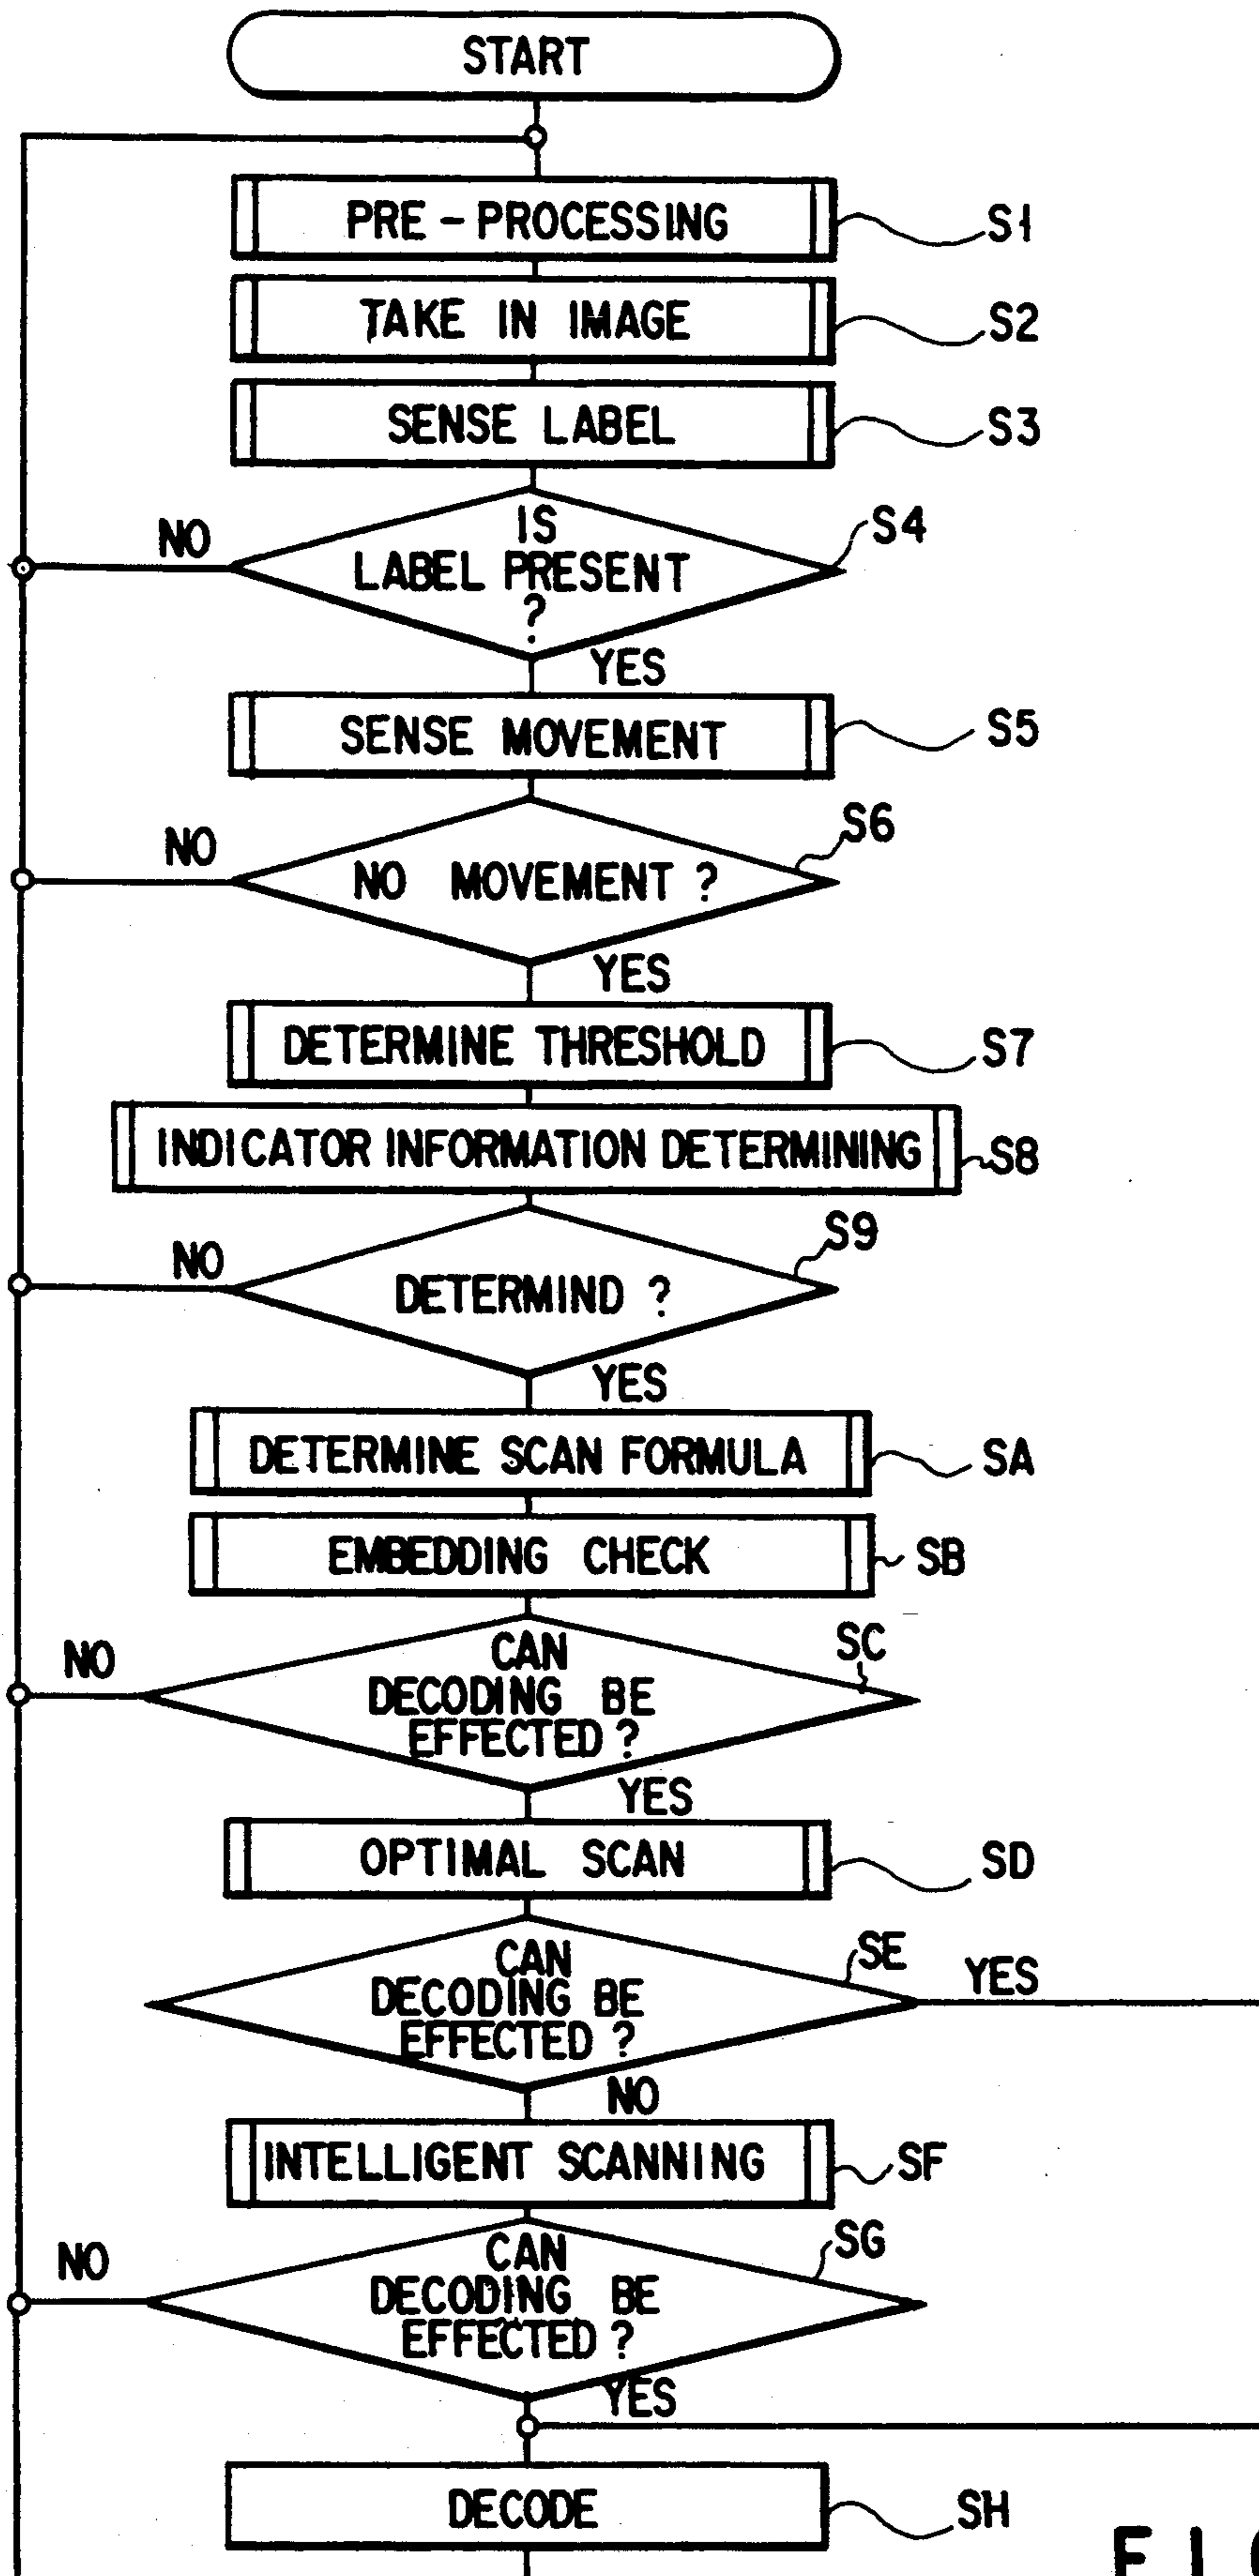 START
PRE-PROCESSING S1
TAKE IN IMAGE S2
SENSE LABEL S3
IS
NO S4
LABEL PRESENT
?
YES
SENSE MOVEMENT S5
S6
NO
NO MOVEMENT ?
YES
DETERMINE THRESHOLD S7
INDICATOR INFORMATION DETERMINING S8
S9
NO
DETERMIND ?
YES
DETERMINE SCAN FORMULA SA
EMBEDDING CHECK SB
SC
CAN
NO
DECODING BE
EFFECTED ?
YES
OPTIMAL SCAN SD
SE
CAN
YES
DECODING BE
EFFECTED ?
NO
INTELLIGENT SCANNING SF
SG
CAN
NO
DECODING BE
EFFECTED ?
YES
DECODE SH